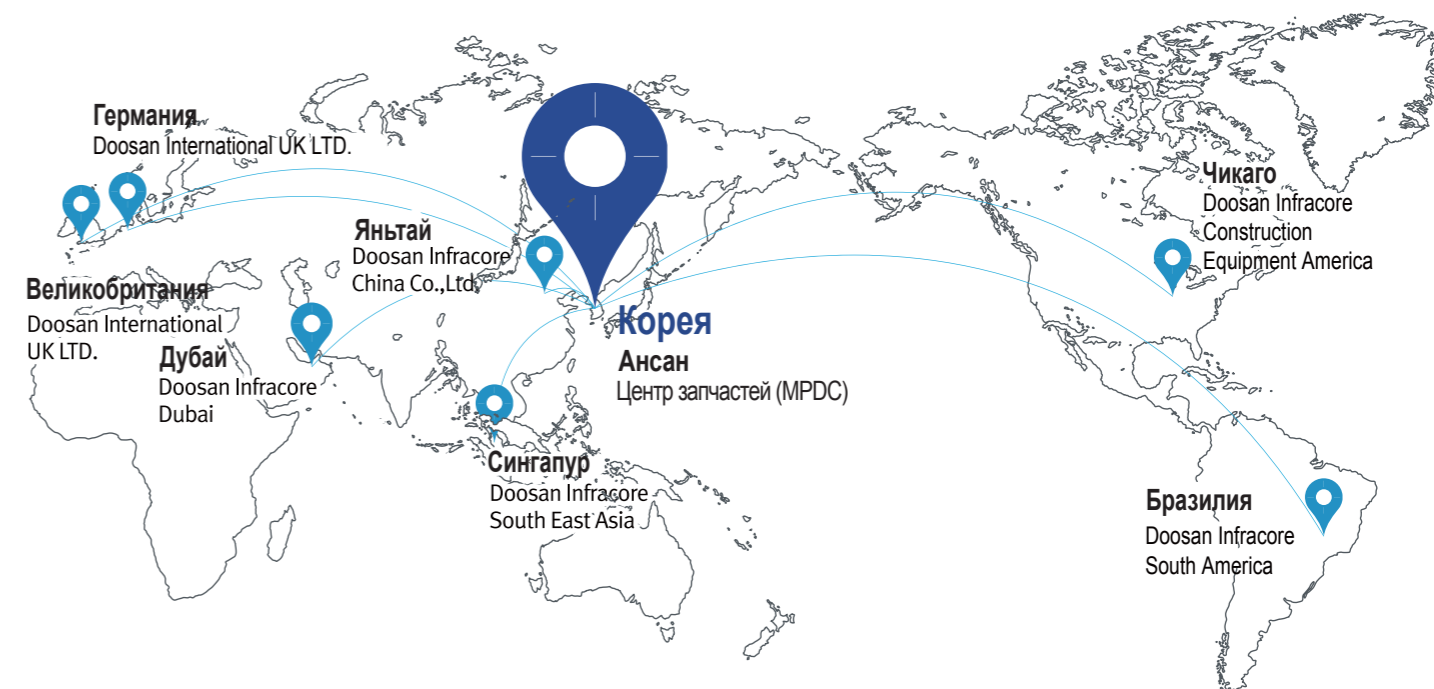 Германия
Doosan International UK LTD.
Великобритания
Doosan International
UK LTD.
Дубай
Doosan Infracore
Dubai
Яньтай
Doosan Infracore
China Co.,Ltd.
Корея
Ансан
Центр запчастей (MPDC)
Сингапур
Doosan Infracore
South East Asia
Чикаго
Doosan Infracore
Construction
Equipment America
Бразилия
Doosan Infracore
South America